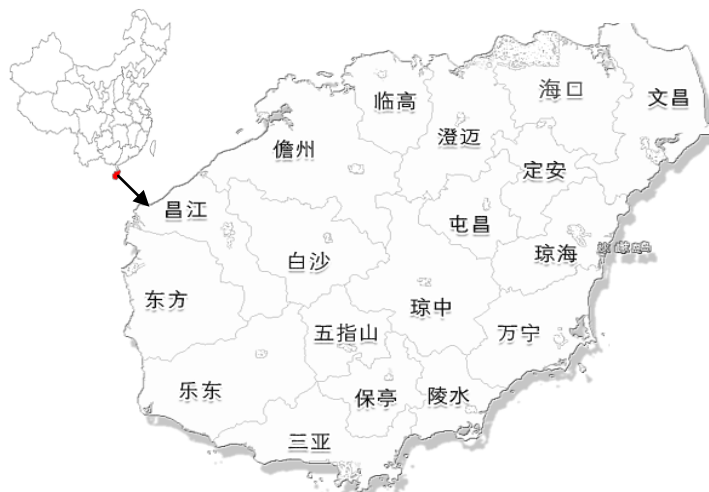 海口
文昌
临高
澄迈
儋州
定安
昌江
屯昌
琼海
白沙
东方
琼中
五指山
万宁
乐东
保亭
陵水
三亚